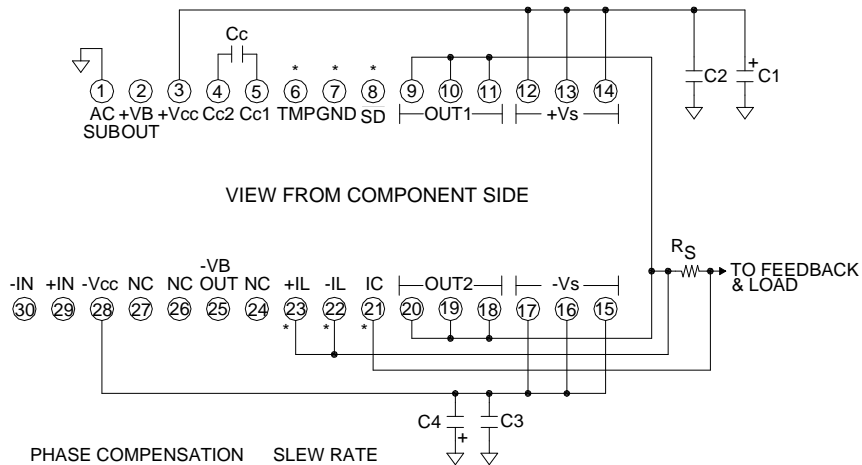 Cc
* * *
1 2 3 4 5 6 7 8 9 10 11 12 13 14
C2 + C1
AC +VB +Vcc Cc2 Cc1 TMP GND SD OUT1 +Vs
SUB OUT
VIEW FROM COMPONENT SIDE
RS
TO FEEDBACK
& LOAD
-IN +IN -Vcc NC NC -VB OUT NC +IL -IL IC OUT2 -Vs
30 29 28 27 26 25 24 23 22 21 20 19 18 17 16 15
* * *
C4 + C3
PHASE COMPENSATION SLEW RATE